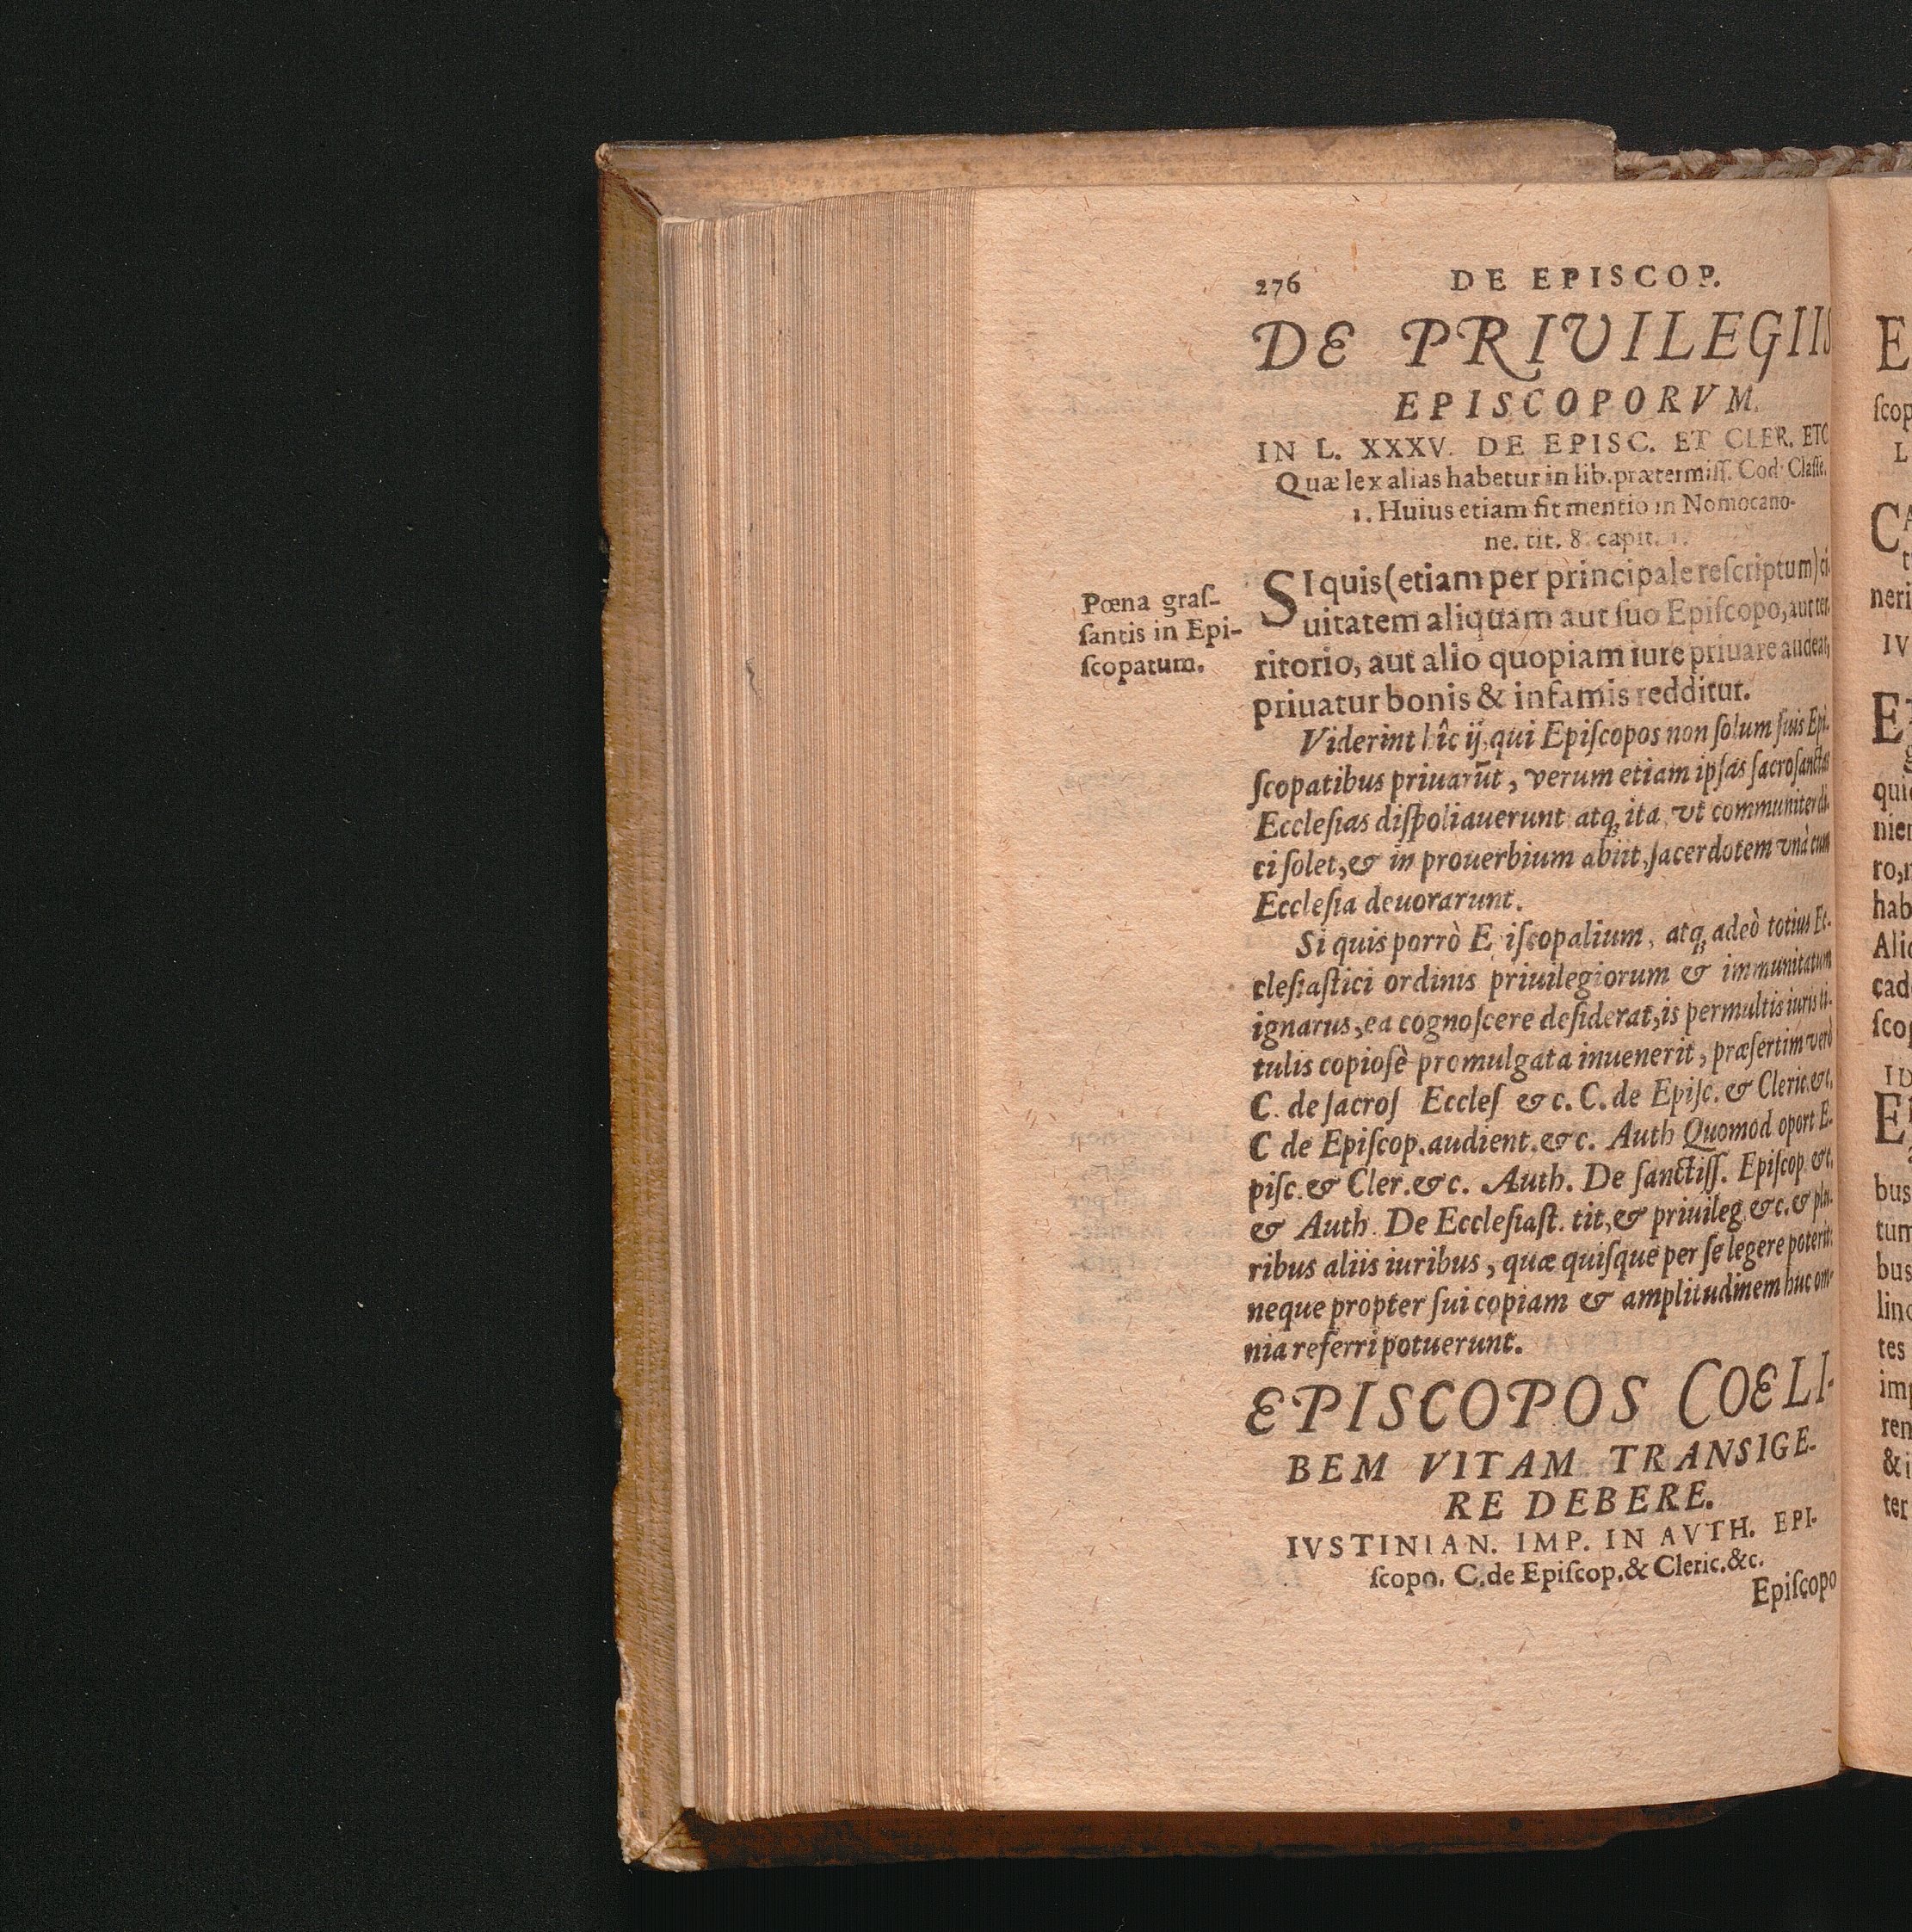 276 DE EPISCOP.
DE PRIVILEGIIS
EPISCOPORVM.
IN L. XXXV. DE EPISC. ET CLER. ETC
Quæ lex alias habetur in lib. prætermiss. Cod. Classe.
1. Huius etiam fit mentio in Nomocano-
ne. tit. 8. capit. 1.
Pœna graſ-
ſantis in Epi-
ſcopatum.
SI quis (etiam per principale reſcriptum) ci-
uitatem aliquam aut ſuo Epiſcopo, aut ter-
ritorio, aut alio quopiam iure priuare audeat,
priuatur bonis & infamis redditur.
Viderint hîc ij, qui Epiſcopos non ſolum ſuis Epi-
ſcopatibus priuarūt, verum etiam ipſas ſacroſanctas
Eccleſias diſpoliauerunt atq; ita, vt communiter di-
ci ſolet, & in prouerbium abiit, ſacerdotem vnà cum
Eccleſia deuorarunt.
Si quis porrò E iſcopalium, atq; adeò totius Ec-
cleſiaſtici ordinis priuilegiorum & immunitatum
ignarus, ea cognoſcere deſiderat, is permultis iuris ti-
tulis copioſè promulgata inuenerit, præſertim verò
C. de ſacroſ Eccleſ &c. C. de Epiſc. & Cleric. &c.
C de Epiſcop. audient. &c. Auth Quomod oport E-
piſc. & Cler. &c. Auth. De ſanctiſſ. Epiſcop &c.
& Auth. De Eccleſiaſt. tit, & priuileg &c. & plu-
ribus aliis iuribus, quæ quiſque per ſe legere poterit:
neque propter ſui copiam & amplitudinem huc om-
nia referri potuerunt.
EPISCOPOS COELI-
BEM VITAM TRANSIGE-
RE DEBERE.
IVSTINIAN. IMP. IN AVTH. EPI-
ſcopo. C. de Epiſcop. & Cleric. &c.
Epiſcopo